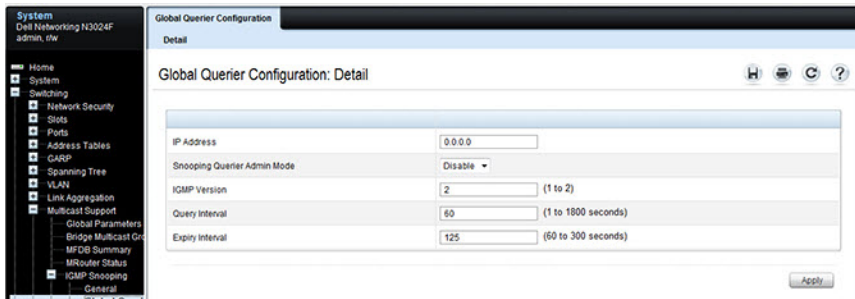 System
Dell Networking N3024F
admin, r/w
Home
System
Switching
Network Security
Slots
Ports
Address Tables
GARP
Spanning Tree
VLAN
Link Aggregation
Multicast Support
Global Parameters
Bridge Multicast Gro
MFDB Summary
MRouter Status
IGMP Snooping
General
Global Querier Configuration
Detail
Global Querier Configuration: Detail
IP Address 0.0.0.0
Snooping Querier Admin Mode Disable
IGMP Version 2 (1 to 2)
Query Interval 60 (1 to 1800 seconds)
Expiry Interval 125 (60 to 300 seconds)
Apply